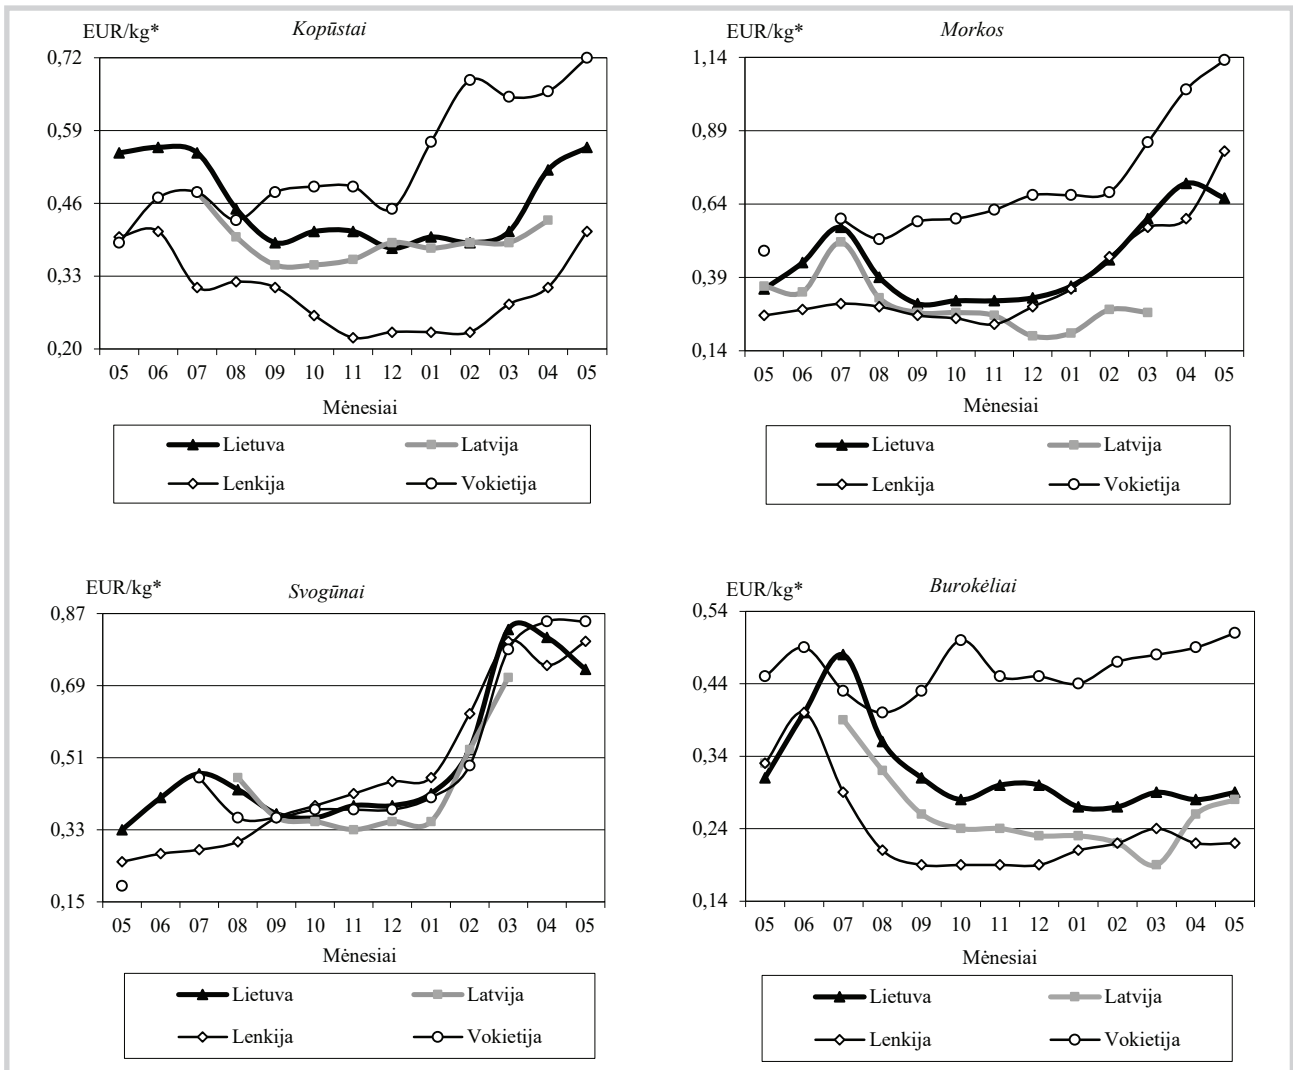 EUR/kg* Kopūstai
0,72
0,59
0,46
0,33
0,20
05 06 07 08 09 10 11 12 01 02 03 04 05
Mėnesiai
Lietuva Latvija
Lenkija Vokietija
EUR/kg* Morkos
1,14
0,89
0,64
0,39
0,14
05 06 07 08 09 10 11 12 01 02 03 04 05
Mėnesiai
Lietuva Latvija
Lenkija Vokietija
EUR/kg* Svogūnai
0,87
0,69
0,51
0,33
0,15
05 06 07 08 09 10 11 12 01 02 03 04 05
Mėnesiai
Lietuva Latvija
Lenkija Vokietija
EUR/kg* Burokėliai
0,54
0,44
0,34
0,24
0,14
05 06 07 08 09 10 11 12 01 02 03 04 05
Mėnesiai
Lietuva Latvija
Lenkija Vokietija